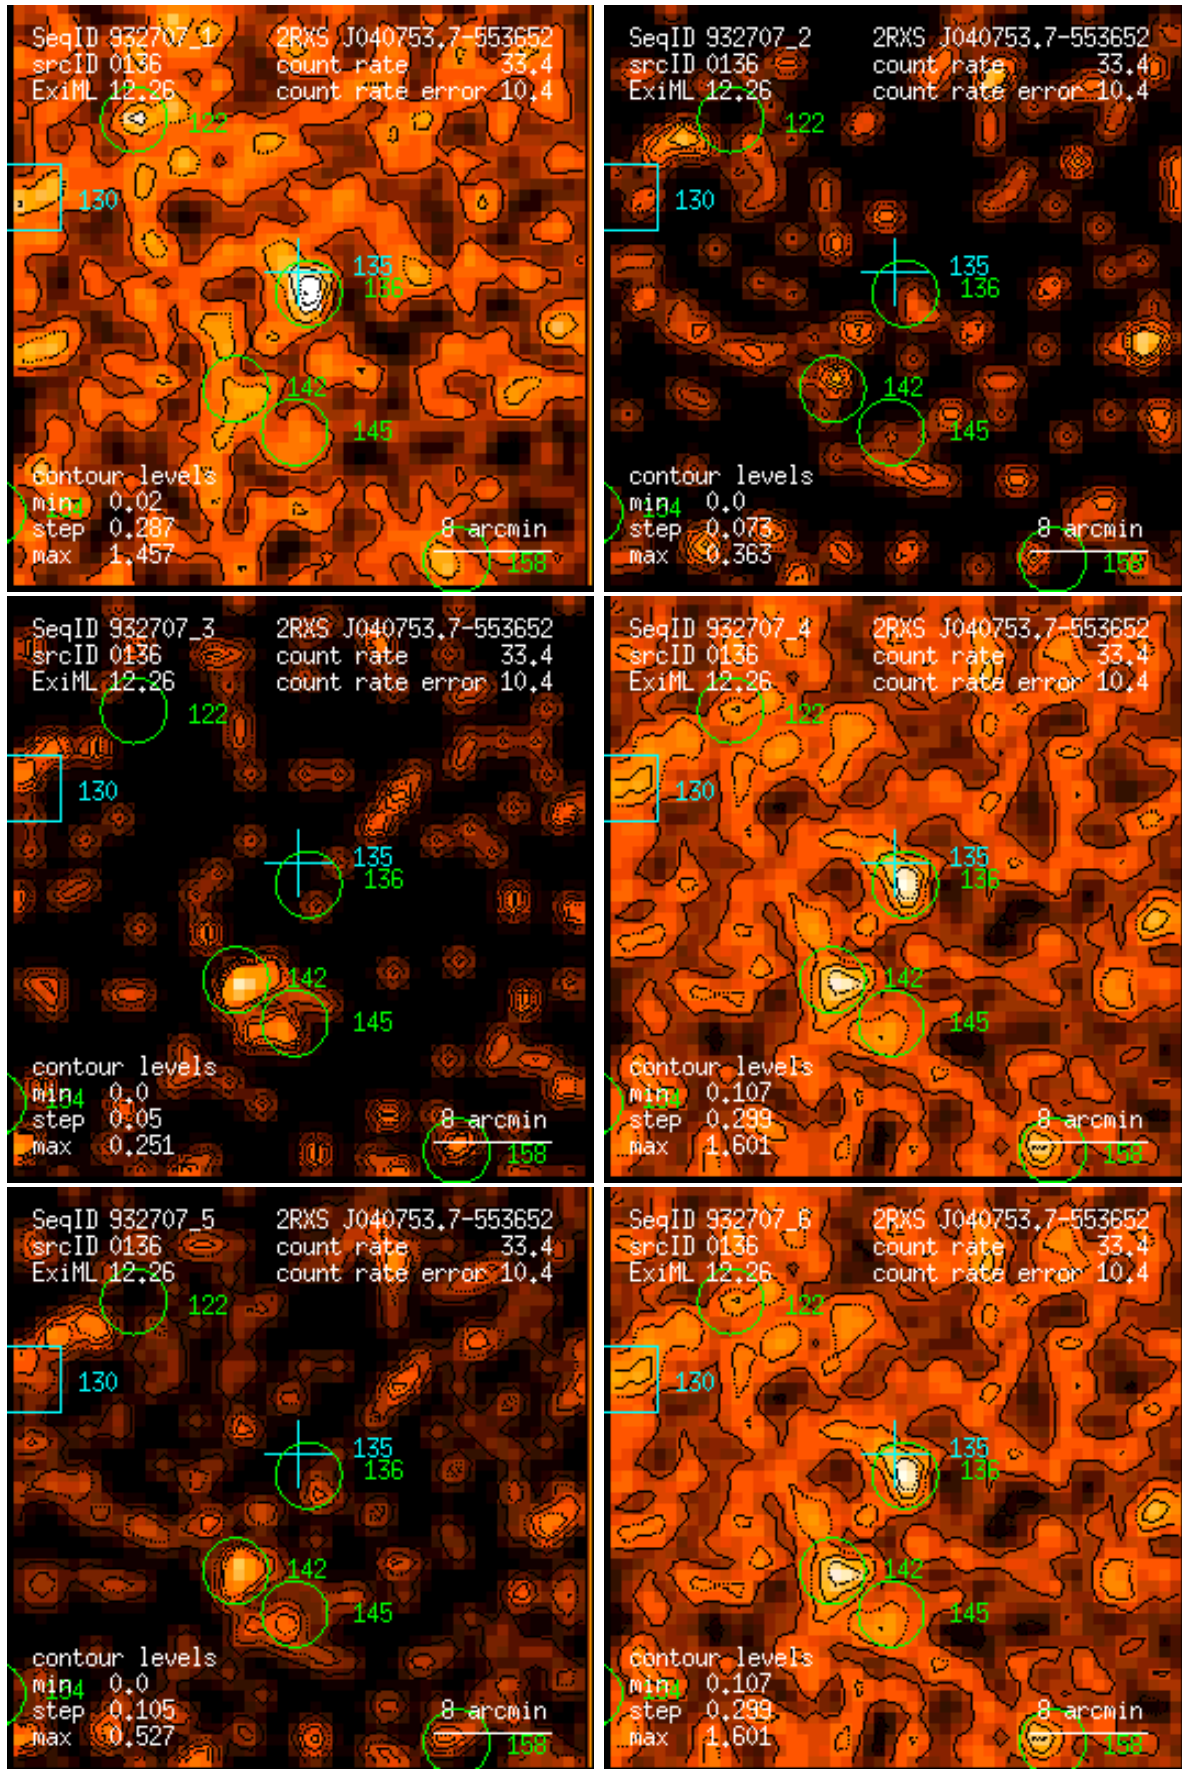 SeqID 932707_1 2RXS J040753.7-553652
srcID 0136 count rate 33.4
ExiML 12.26 count rate error 10.4
122
130
135
136
142
145
contour levels
min 0.02
step 0.287
max 1.457
8 arcmin
158
SeqID 932707_2 2RXS J040753.7-553652
srcID 0136 count rate 33.4
ExiML 12.26 count rate error 10.4
122
130
135
136
142
145
contour levels
min 0.0
step 0.073
max 0.363
8 arcmin
158
SeqID 932707_3 2RXS J040753.7-553652
srcID 0136 count rate 33.4
ExiML 12.26 count rate error 10.4
122
130
135
136
142
145
contour levels
min 0.0
step 0.05
max 0.251
8 arcmin
158
SeqID 932707_4 2RXS J040753.7-553652
srcID 0136 count rate 33.4
ExiML 12.26 count rate error 10.4
122
130
135
136
142
145
contour levels
min 0.107
step 0.299
max 1.601
8 arcmin
158
SeqID 932707_5 2RXS J040753.7-553652
srcID 0136 count rate 33.4
ExiML 12.26 count rate error 10.4
122
130
135
136
142
145
contour levels
min 0.0
step 0.105
max 0.527
8 arcmin
158
SeqID 932707_6 2RXS J040753.7-553652
srcID 0136 count rate 33.4
ExiML 12.26 count rate error 10.4
122
130
135
136
142
145
contour levels
min 0.107
step 0.299
max 1.601
8 arcmin
158